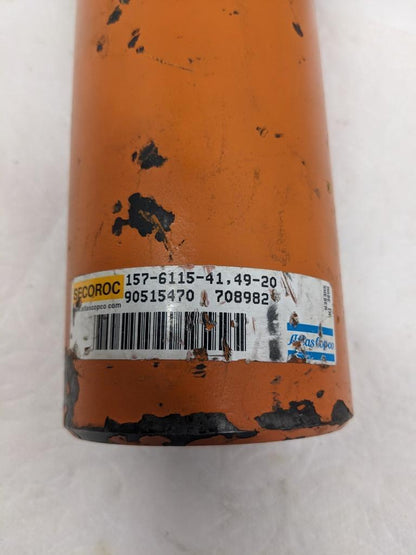 SECOROC
157-6115-41,49-20
90515470 708982
Atlas Copco